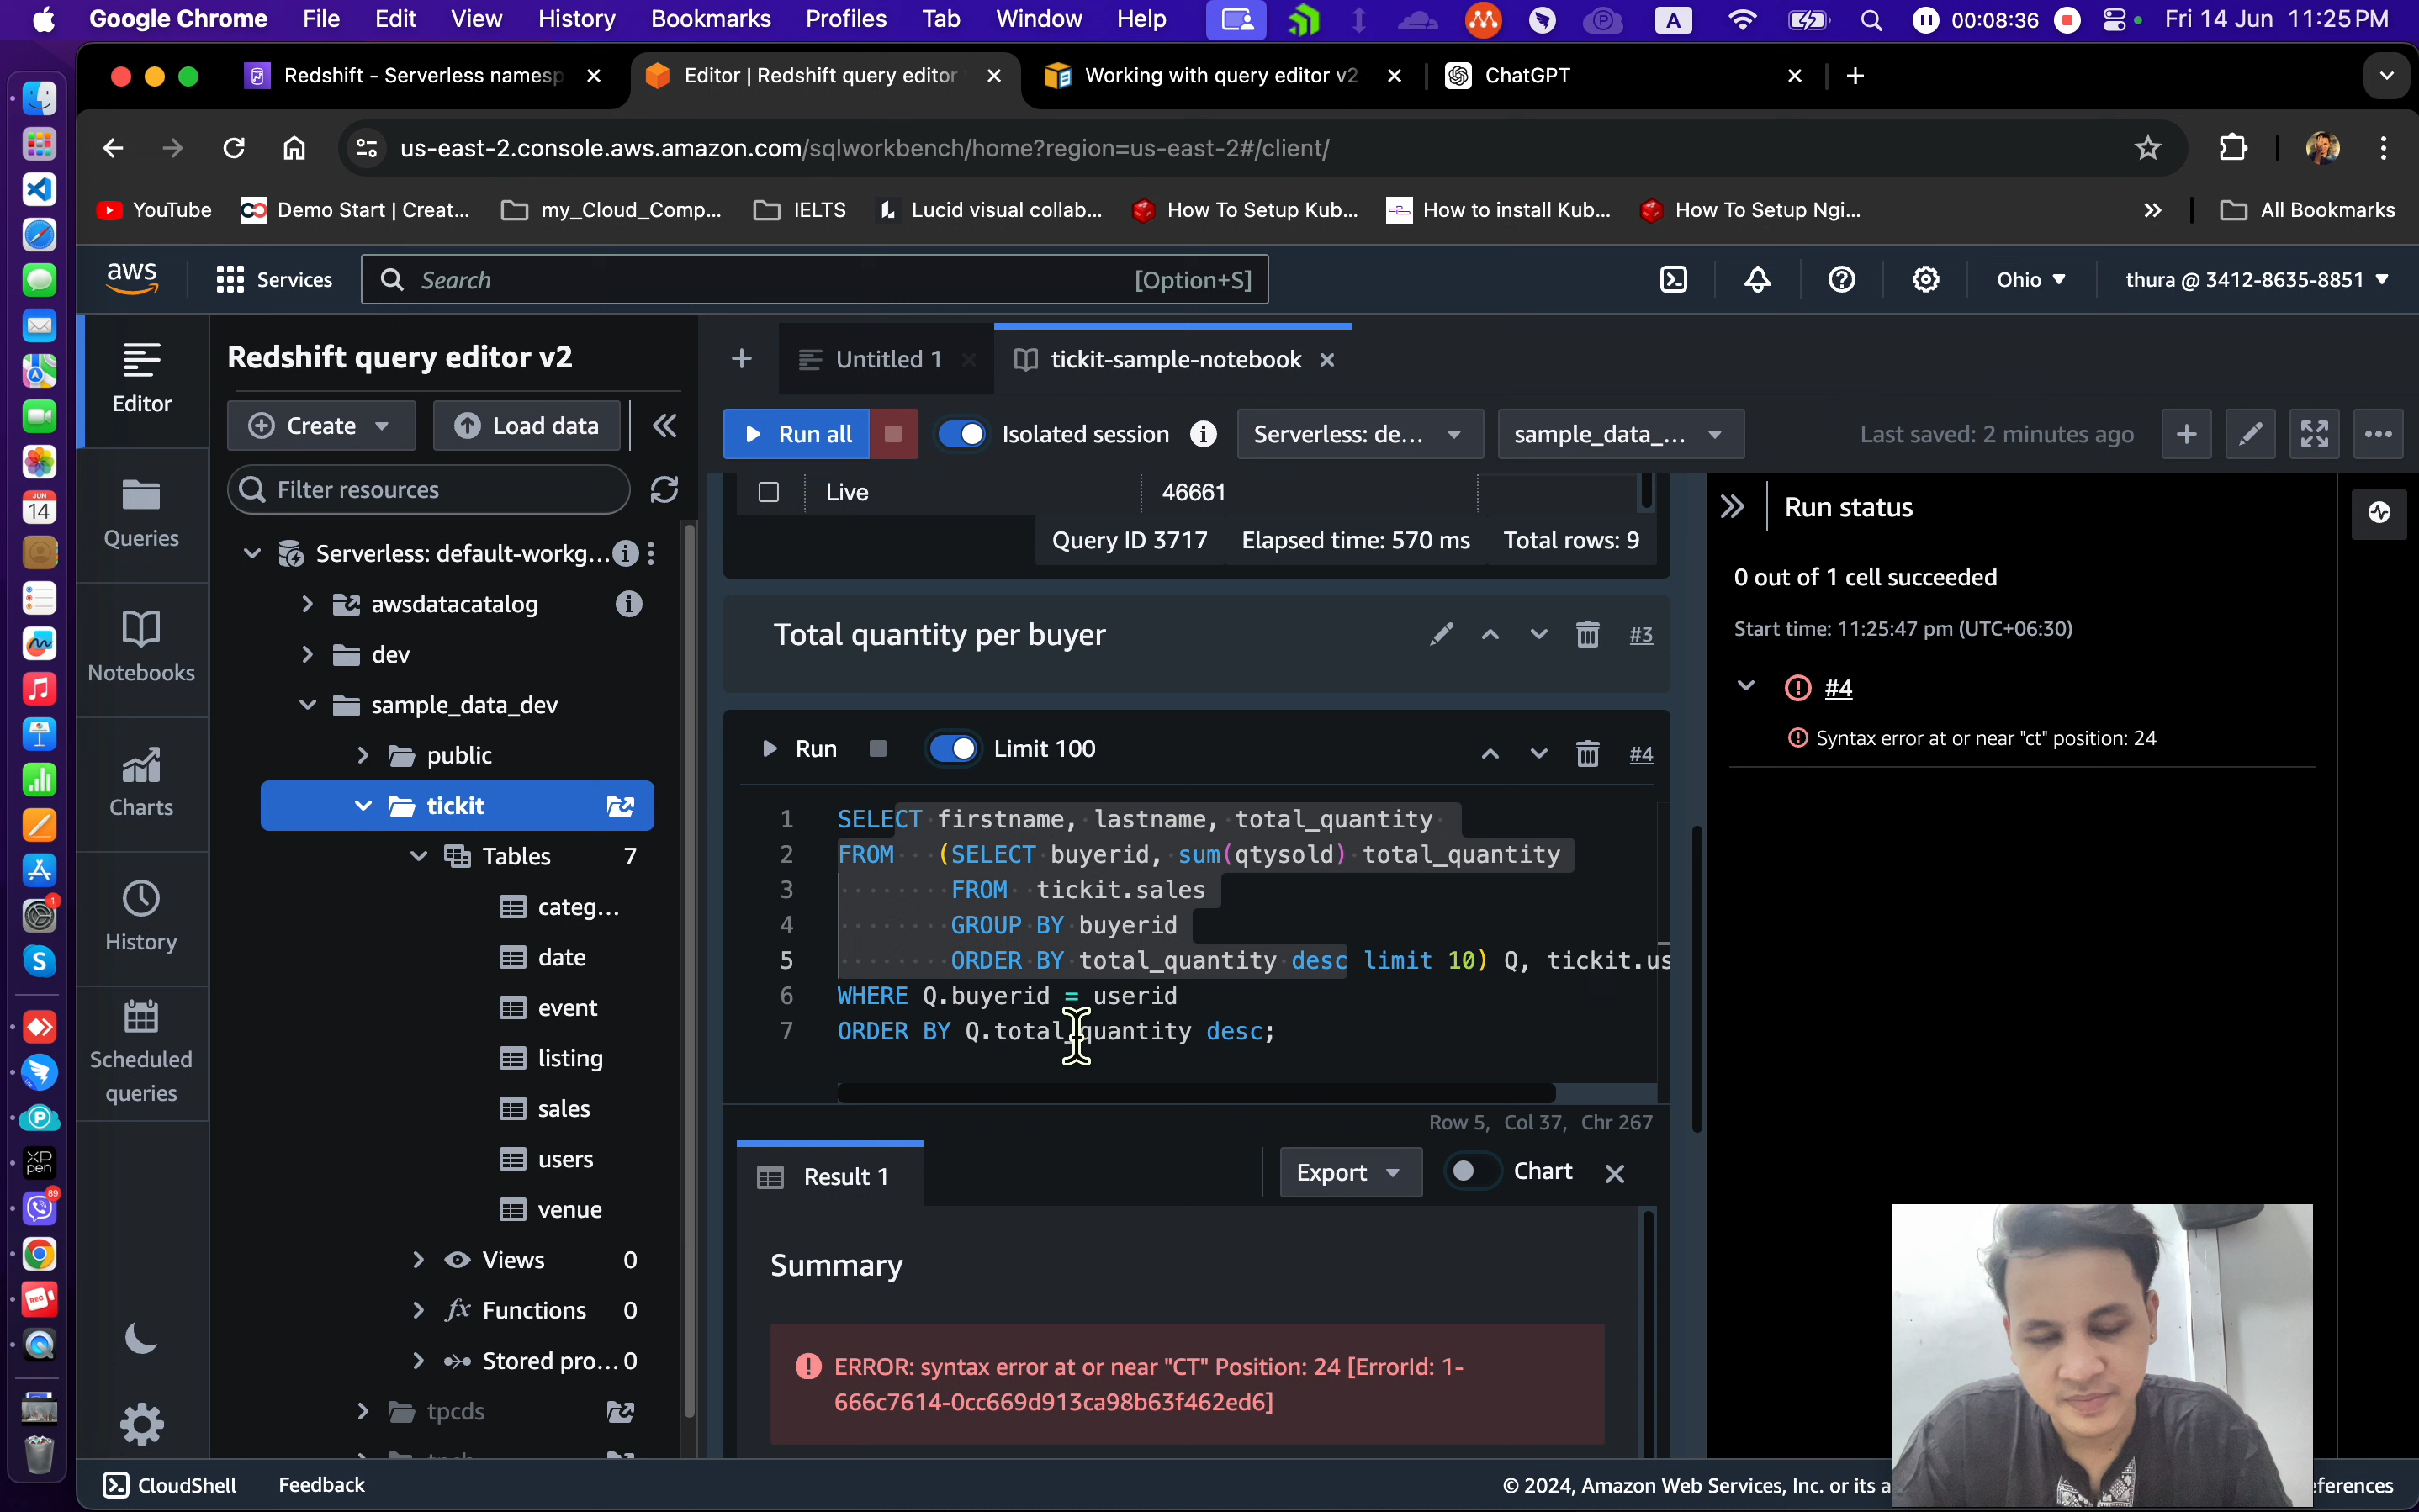 Google Chrome File Edit View History Bookmarks Profiles Tab Window Help A 00:08:36 Fri 14 Jun 11:25 PM
Redshift - Serverless namesp
Editor | Redshift query editor
Working with query editor v2
ChatGPT
us-east-2.console.aws.amazon.com/sqlworkbench/home?region=us-east-2#/client/
YouTube
Demo Start | Creat...
my_Cloud_Comp...
IELTS
Lucid visual collab...
How To Setup Kub...
How to install Kub...
How To Setup Ngi...
All Bookmarks
aws
Services
Search
[Option+S]
Ohio
thura @ 3412-8635-8851
Editor
Queries
Notebooks
Charts
History
Scheduled
queries
Redshift query editor v2
Create
Load data
Filter resources
Serverless: default-workg...
awsdatacatalog
dev
sample_data_dev
public
tickit
Tables 7
categ...
date
event
listing
sales
users
venue
Views 0
Functions 0
Stored pro... 0
tpcds
Untitled 1
tickit-sample-notebook
Run all
Isolated session
Serverless: de...
sample_data_...
Last saved: 2 minutes ago
Live 46661
Query ID 3717 Elapsed time: 570 ms Total rows: 9
Total quantity per buyer
#3
Run
Limit 100
#4
1 SELECT firstname, lastname, total_quantity
2 FROM (SELECT buyerid, sum(qtysold) total_quantity
3 FROM tickit.sales
4 GROUP BY buyerid
5 ORDER BY total_quantity desc limit 10) Q, tickit.us
6 WHERE Q.buyerid = userid
7 ORDER BY Q.total_quantity desc;
Row 5, Col 37, Chr 267
Result 1
Export
Chart
Summary
ERROR: syntax error at or near "CT" Position: 24 [ErrorId: 1-
666c7614-0cc669d913ca98b63f462ed6]
Run status
0 out of 1 cell succeeded
Start time: 11:25:47 pm (UTC+06:30)
#4
Syntax error at or near "ct" position: 24
JUN
14
1
XP
pen
89
REC
CloudShell
Feedback
© 2024, Amazon Web Services, Inc. or its a
ferences